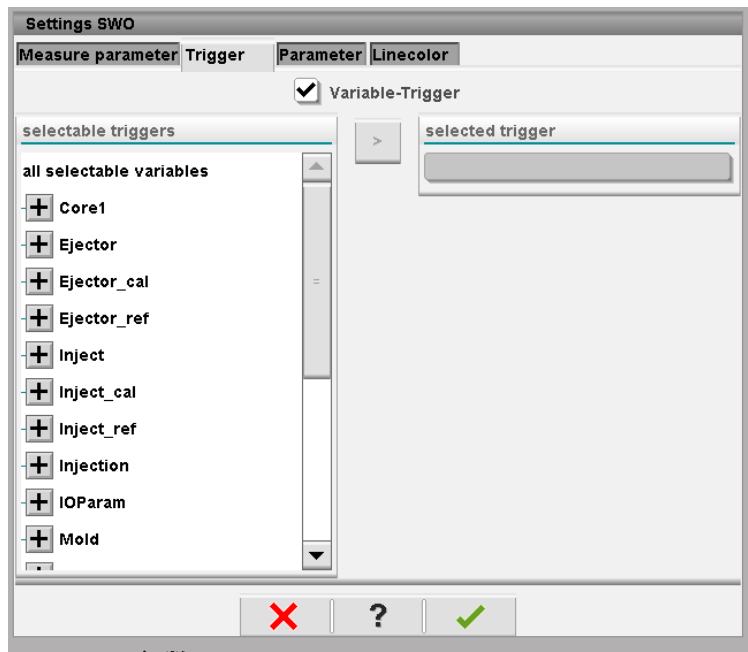 Settings SWO
Measure parameter Trigger Parameter Linecolor
Variable-Trigger
selectable triggers
>
selected trigger
all selectable variables
Core1
Ejector
Ejector_cal
Ejector_ref
Inject
Inject_cal
Inject_ref
Injection
IOParam
Mold
?